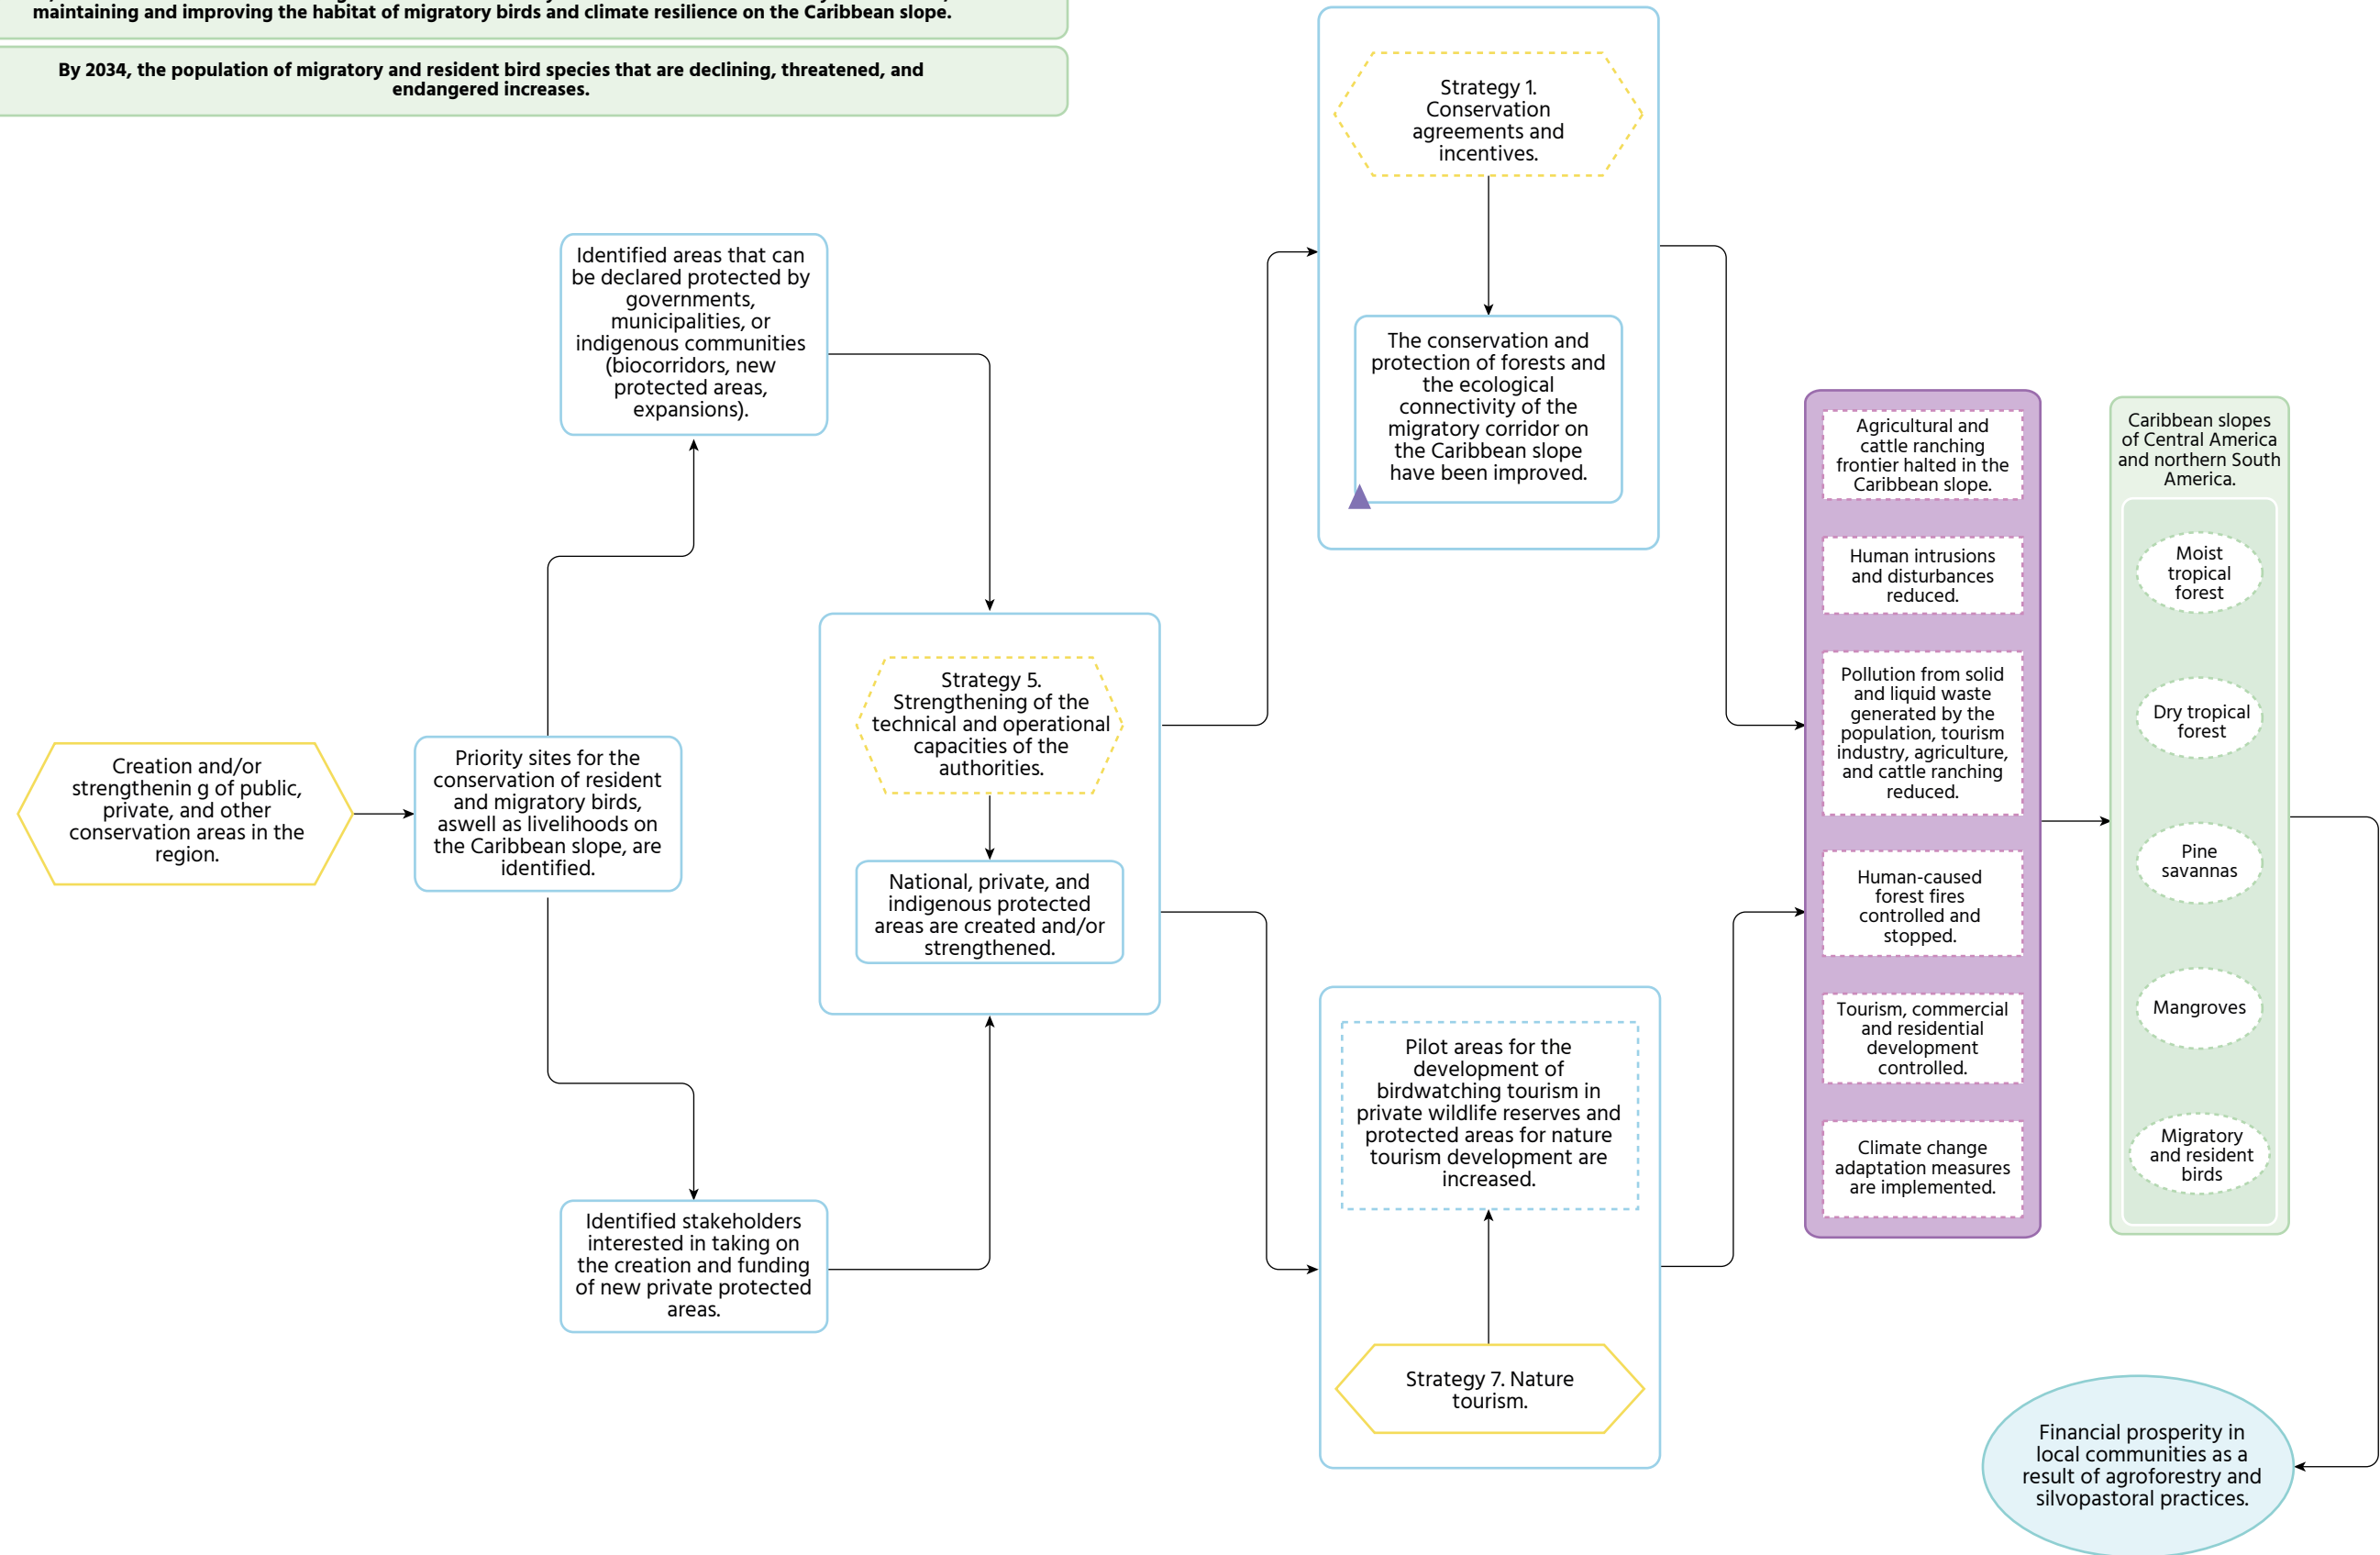 maintaining and improving the habitat of migratory birds and climate resilience on the Caribbean slope.
By 2034, the population of migratory and resident bird species that are declining, threatened, and
endangered increases.
Strategy 1.
Conservation
agreements and
incentives.
The conservation and
protection of forests and
the ecological
connectivity of the
migratory corridor on
the Caribbean slope
have been improved.
Identified areas that can
be declared protected by
governments,
municipalities, or
indigenous communities
(biocorridors, new
protected areas,
expansions).
Creation and/or
strengthenin g of public,
private, and other
conservation areas in the
region.
Priority sites for the
conservation of resident
and migratory birds,
aswell as livelihoods on
the Caribbean slope, are
identified.
Strategy 5.
Strengthening of the
technical and operational
capacities of the
authorities.
National, private, and
indigenous protected
areas are created and/or
strengthened.
Identified stakeholders
interested in taking on
the creation and funding
of new private protected
areas.
Pilot areas for the
development of
birdwatching tourism in
private wildlife reserves and
protected areas for nature
tourism development are
increased.
Strategy 7. Nature
tourism.
Agricultural and
cattle ranching
frontier halted in the
Caribbean slope.
Human intrusions
and disturbances
reduced.
Pollution from solid
and liquid waste
generated by the
population, tourism
industry, agriculture,
and cattle ranching
reduced.
Human-caused
forest fires
controlled and
stopped.
Tourism, commercial
and residential
development
controlled.
Climate change
adaptation measures
are implemented.
Caribbean slopes
of Central America
and northern South
America.
Moist
tropical
forest
Dry tropical
forest
Pine
savannas
Mangroves
Migratory
and resident
birds
Financial prosperity in
local communities as a
result of agroforestry and
silvopastoral practices.